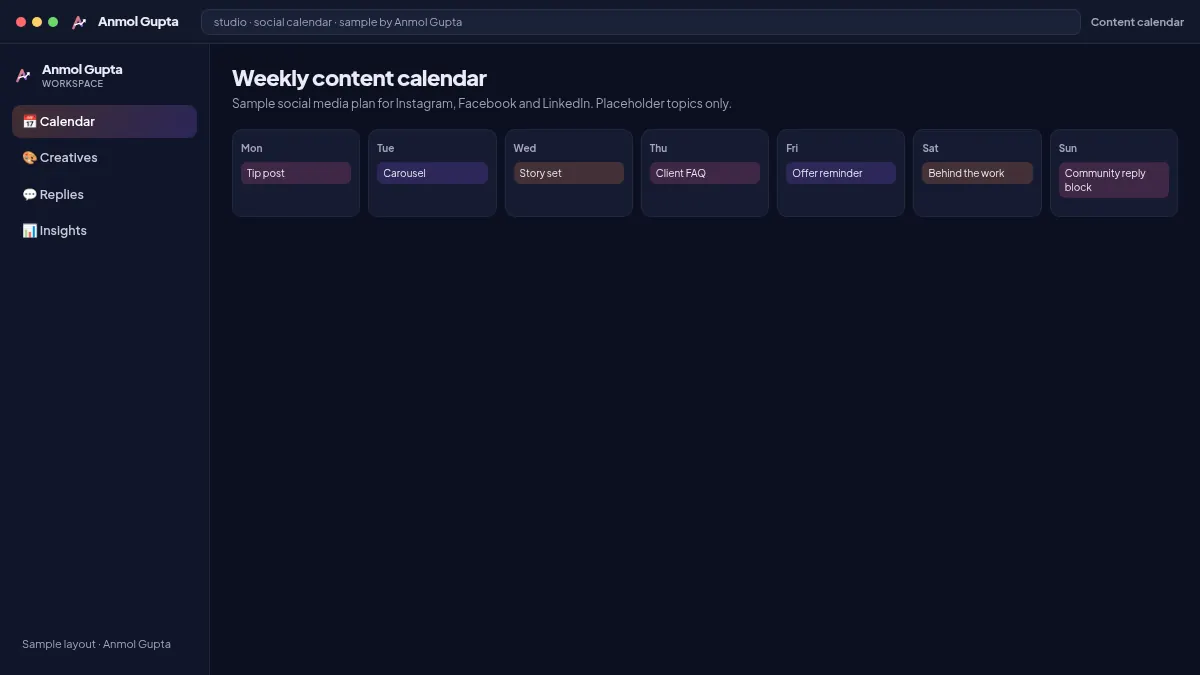 Anmol Gupta
studio · social calendar · sample by Anmol Gupta
Content calendar
Anmol Gupta
WORKSPACE
Calendar
Creatives
Replies
Insights
Sample layout · Anmol Gupta
Weekly content calendar
Sample social media plan for Instagram, Facebook and LinkedIn. Placeholder topics only.
Mon
Tip post
Tue
Carousel
Wed
Story set
Thu
Client FAQ
Fri
Offer reminder
Sat
Behind the work
Sun
Community reply
block